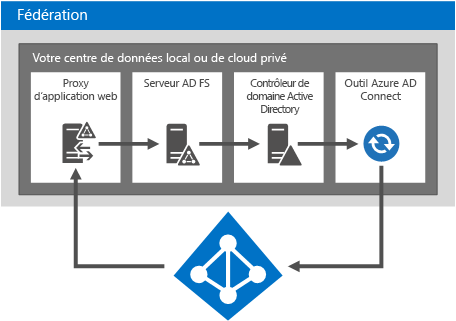 Fédération
Votre centre de données local ou de cloud privé
Proxy
d'application web
Serveur AD FS
Contrôleur de
domaine Active
Directory
Outil Azure AD
Connect